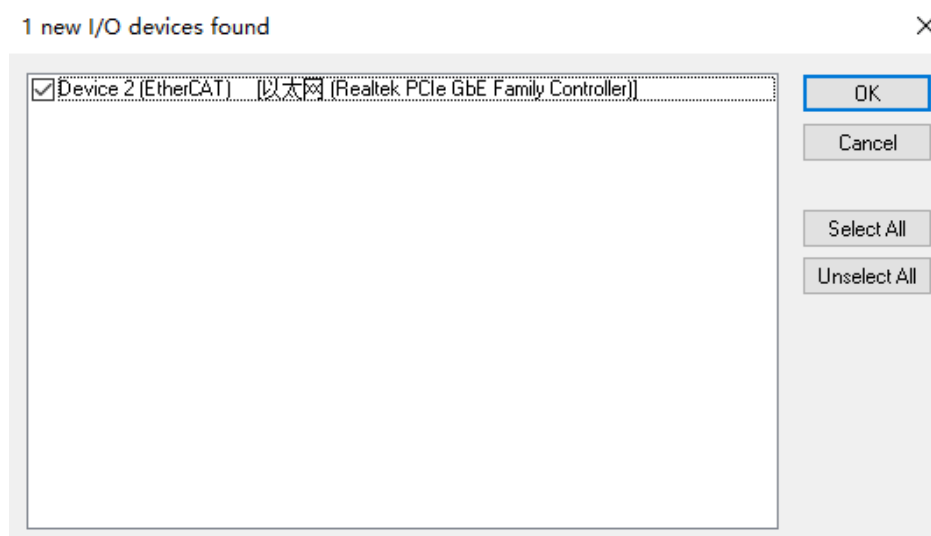 1 new I/O devices found
Device 2 (EtherCAT) [以太网 (Realtek PCIe GbE Family Controller)]
OK
Cancel
Select All
Unselect All